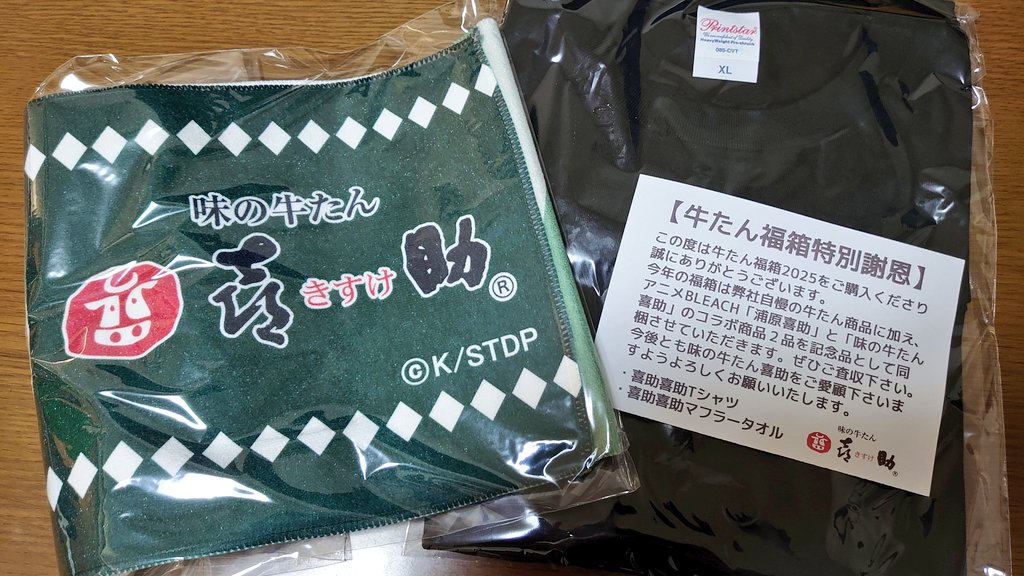 味の牛たん
喜
きすけ
助
®
©K/STDP
Printstar
085-CVT
XL
【牛たん福箱特別謝恩】
この度は牛たん福箱2025をご購入くださり
誠にありがとうございます。
今年の福箱は弊社自慢の牛たん商品に加え、
アニメBLEACH「浦原喜助」と「味の牛たん
喜助」のコラボ商品2品を記念品として同
梱させていただきます。ぜひご査収下さい。
今後とも味の牛たん喜助をご愛顧下さいま
すようよろしくお願いいたします。
・喜助喜助Tシャツ
・喜助喜助マフラータオル
味の牛たん
喜
きすけ
助
®